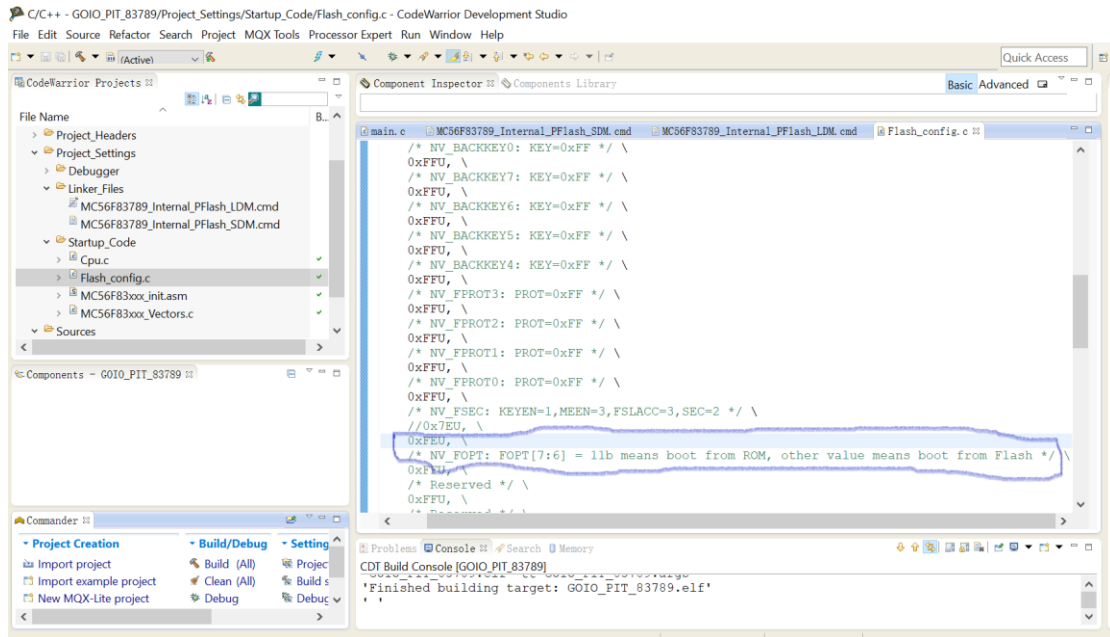 C/C++ - GOIO_PIT_83789/Project_Settings/Startup_Code/Flash_config.c - CodeWarrior Development Studio
File Edit Source Refactor Search Project MQX Tools Processor Expert Run Window Help
(Active)
Quick Access
CodeWarrior Projects
File Name B...
Project_Headers
Project_Settings
Debugger
Linker_Files
MC56F83789_Internal_PFlash_LDM.cmd
MC56F83789_Internal_PFlash_SDM.cmd
Startup_Code
Cpu.c
Flash_config.c
MC56F83xxx_init.asm
MC56F83xxx_Vectors.c
Sources
Components - GOIO_PIT_83789
Commander
Project Creation
Import project
Import example project
New MQX-Lite project
Build/Debug
Build (All)
Clean (All)
Debug
Setting
Projec
Build s
Debug
Component Inspector Components Library
Basic Advanced
main.c MC56F83789_Internal_PFlash_SDM.cmd MC56F83789_Internal_PFlash_LDM.cmd Flash_config.c
/* NV_BACKKEY0: KEY=0xFF */ \
0xFFU, \
/* NV_BACKKEY7: KEY=0xFF */ \
0xFFU, \
/* NV_BACKKEY6: KEY=0xFF */ \
0xFFU, \
/* NV_BACKKEY5: KEY=0xFF */ \
0xFFU, \
/* NV_BACKKEY4: KEY=0xFF */ \
0xFFU, \
/* NV_FPROT3: PROT=0xFF */ \
0xFFU, \
/* NV_FPROT2: PROT=0xFF */ \
0xFFU, \
/* NV_FPROT1: PROT=0xFF */ \
0xFFU, \
/* NV_FPROT0: PROT=0xFF */ \
0xFFU, \
/* NV_FSEC: KEYEN=1,MEEN=3,FSLACC=3,SEC=2 */ \
//0x7EU, \
0xFEU, \
/* NV_FOPT: FOPT[7:6] = 11b means boot from ROM, other value means boot from Flash */ \
0xFFU, \
/* Reserved */ \
0xFFU, \
/* Reserved */ \
Problems Console Search Memory
CDT Build Console [GOIO_PIT_83789]
'Finished building target: GOIO_PIT_83789.elf'
' '